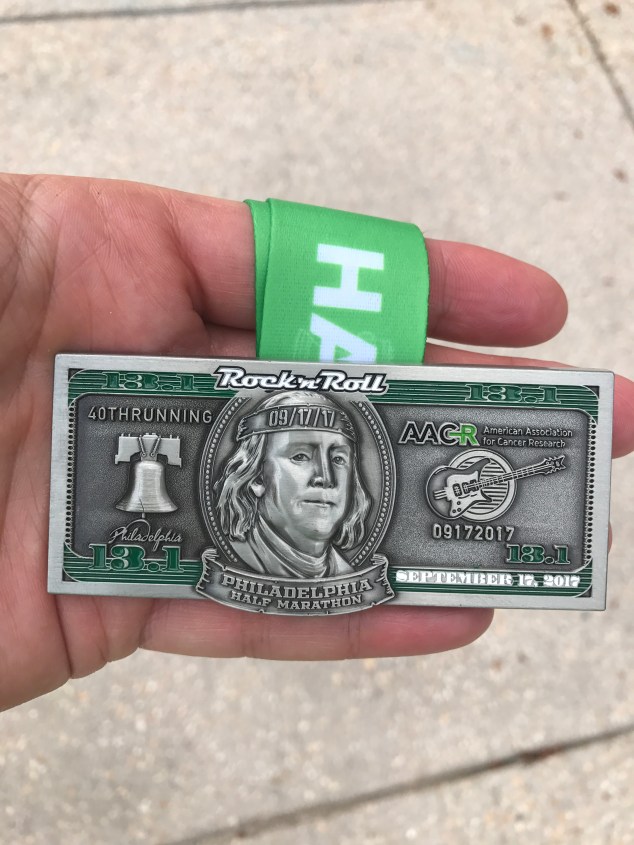 HA
Rock'n'Roll
13.1
13.1
40THRUNNING
09/17/17
AACR
American Association
for Cancer Research
Philadelphia
09172017
13.1
13.1
PHILADELPHIA
HALF MARATHON
SEPTEMBER 17, 2017